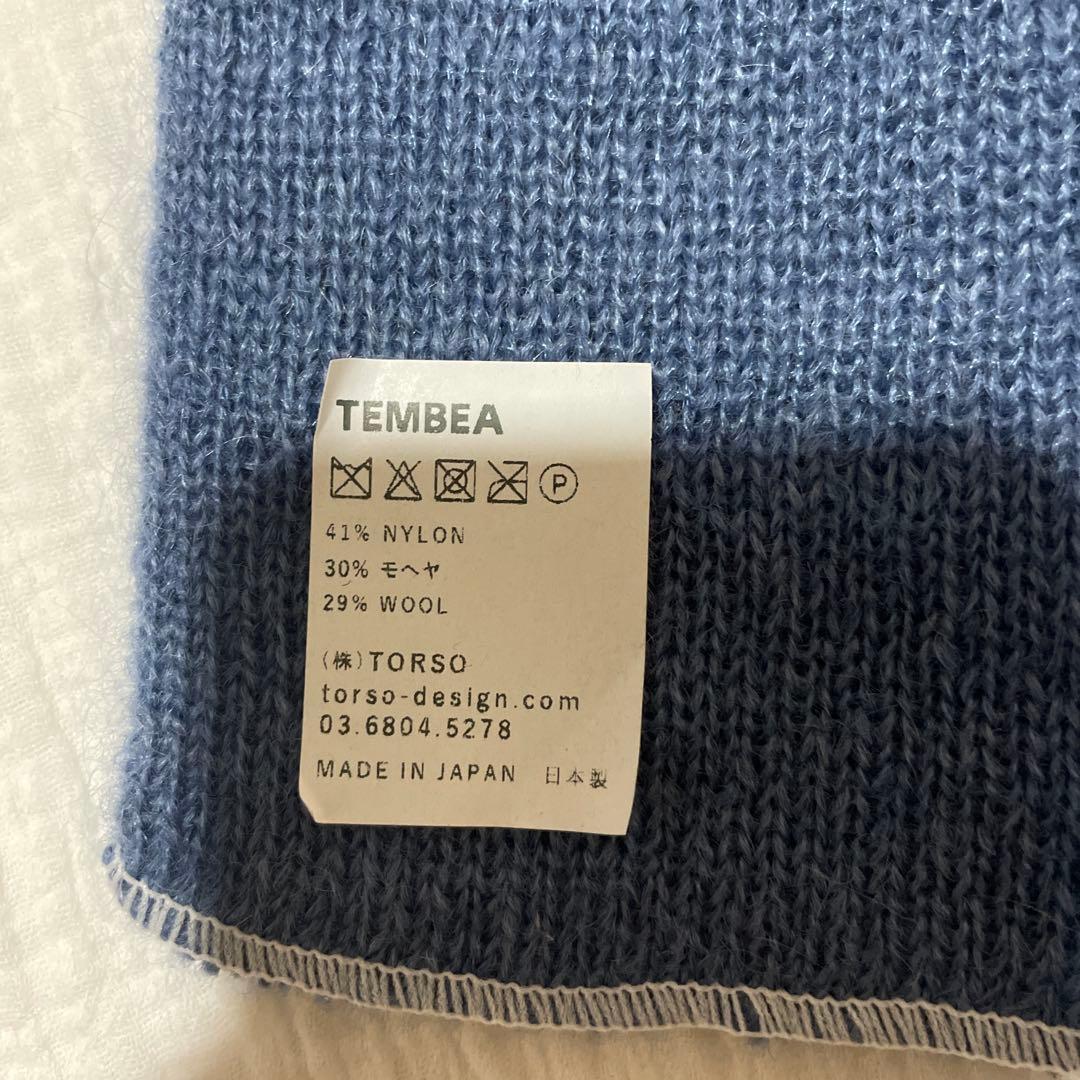 TEMBEA
P
41% NYLON
30% モヘヤ
29% WOOL
(株)TORSO
torso-design.com
03.6804.5278
MADE IN JAPAN 日本製